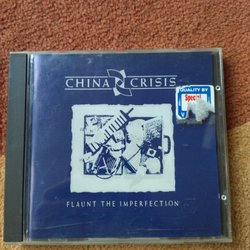 CHINA CRISIS
QUALITY BY
Special
FLAUNT THE IMPERFECTION